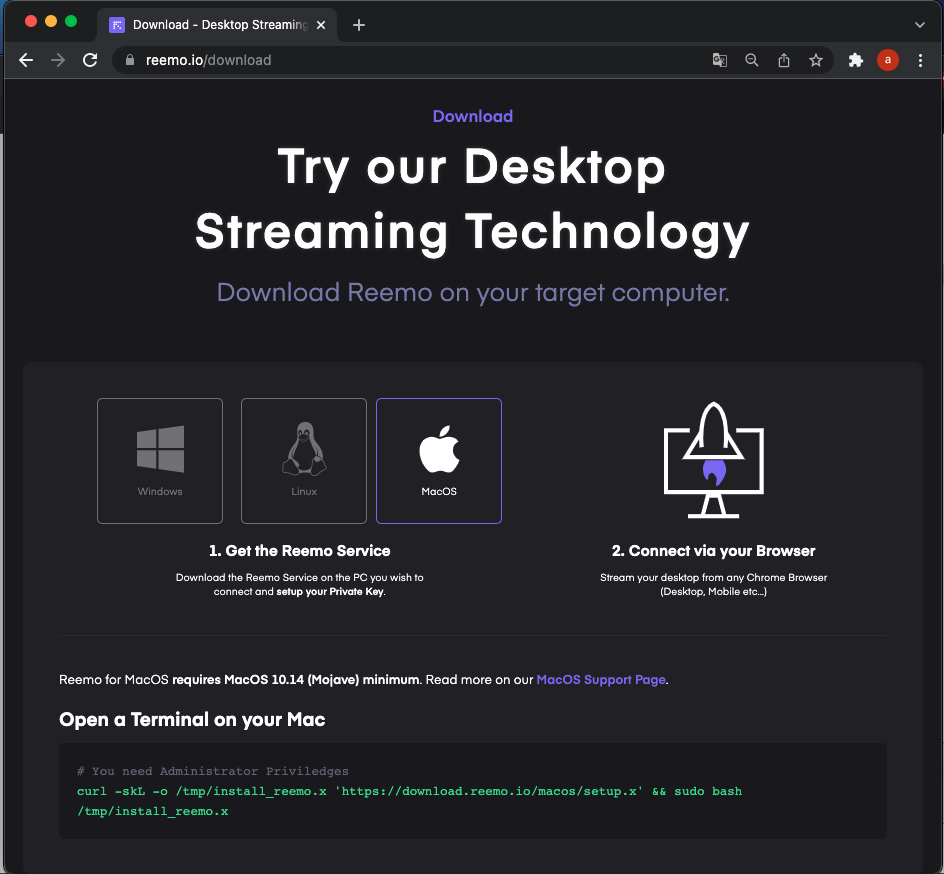 Download - Desktop Streaming
reemo.io/download
a
Download
Try our Desktop
Streaming Technology
Download Reemo on your target computer.
Windows
Linux
MacOS
1. Get the Reemo Service
Download the Reemo Service on the PC you wish to
connect and setup your Private Key.
2. Connect via your Browser
Stream your desktop from any Chrome Browser
(Desktop, Mobile etc...)
Reemo for MacOS requires MacOS 10.14 (Mojave) minimum. Read more on our MacOS Support Page.
Open a Terminal on your Mac
# You need Administrator Priviledges
curl -skL -o /tmp/install_reemo.x 'https://download.reemo.io/macos/setup.x' && sudo bash
/tmp/install_reemo.x